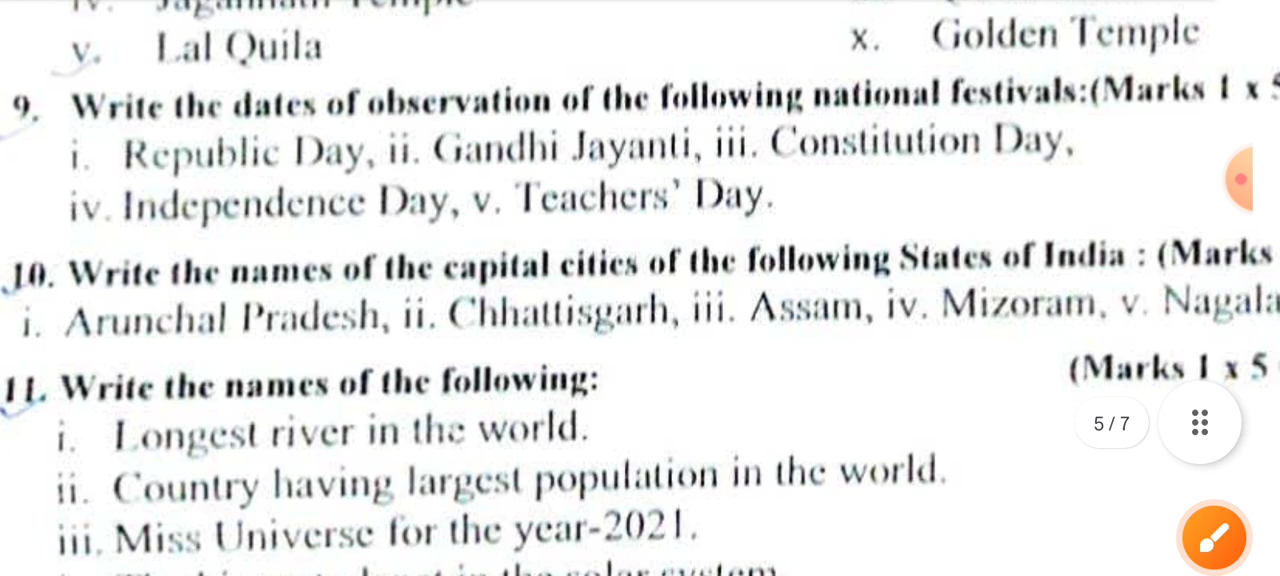 v. Lal Quila
x. Golden Temple
9. Write the dates of observation of the following national festivals:(Marks 1 x
i. Republic Day, ii. Gandhi Jayanti, iii. Constitution Day,
iv. Independence Day, v. Teachers' Day.
10. Write the names of the capital cities of the following States of India : (Marks
i. Arunchal Pradesh, ii. Chhattisgarh, iii. Assam, iv. Mizoram, v. Nagala
11. Write the names of the following: (Marks 1 x 5
i. Longest river in the world.
5 / 7
ii. Country having largest population in the world.
iii. Miss Universe for the year-2021.